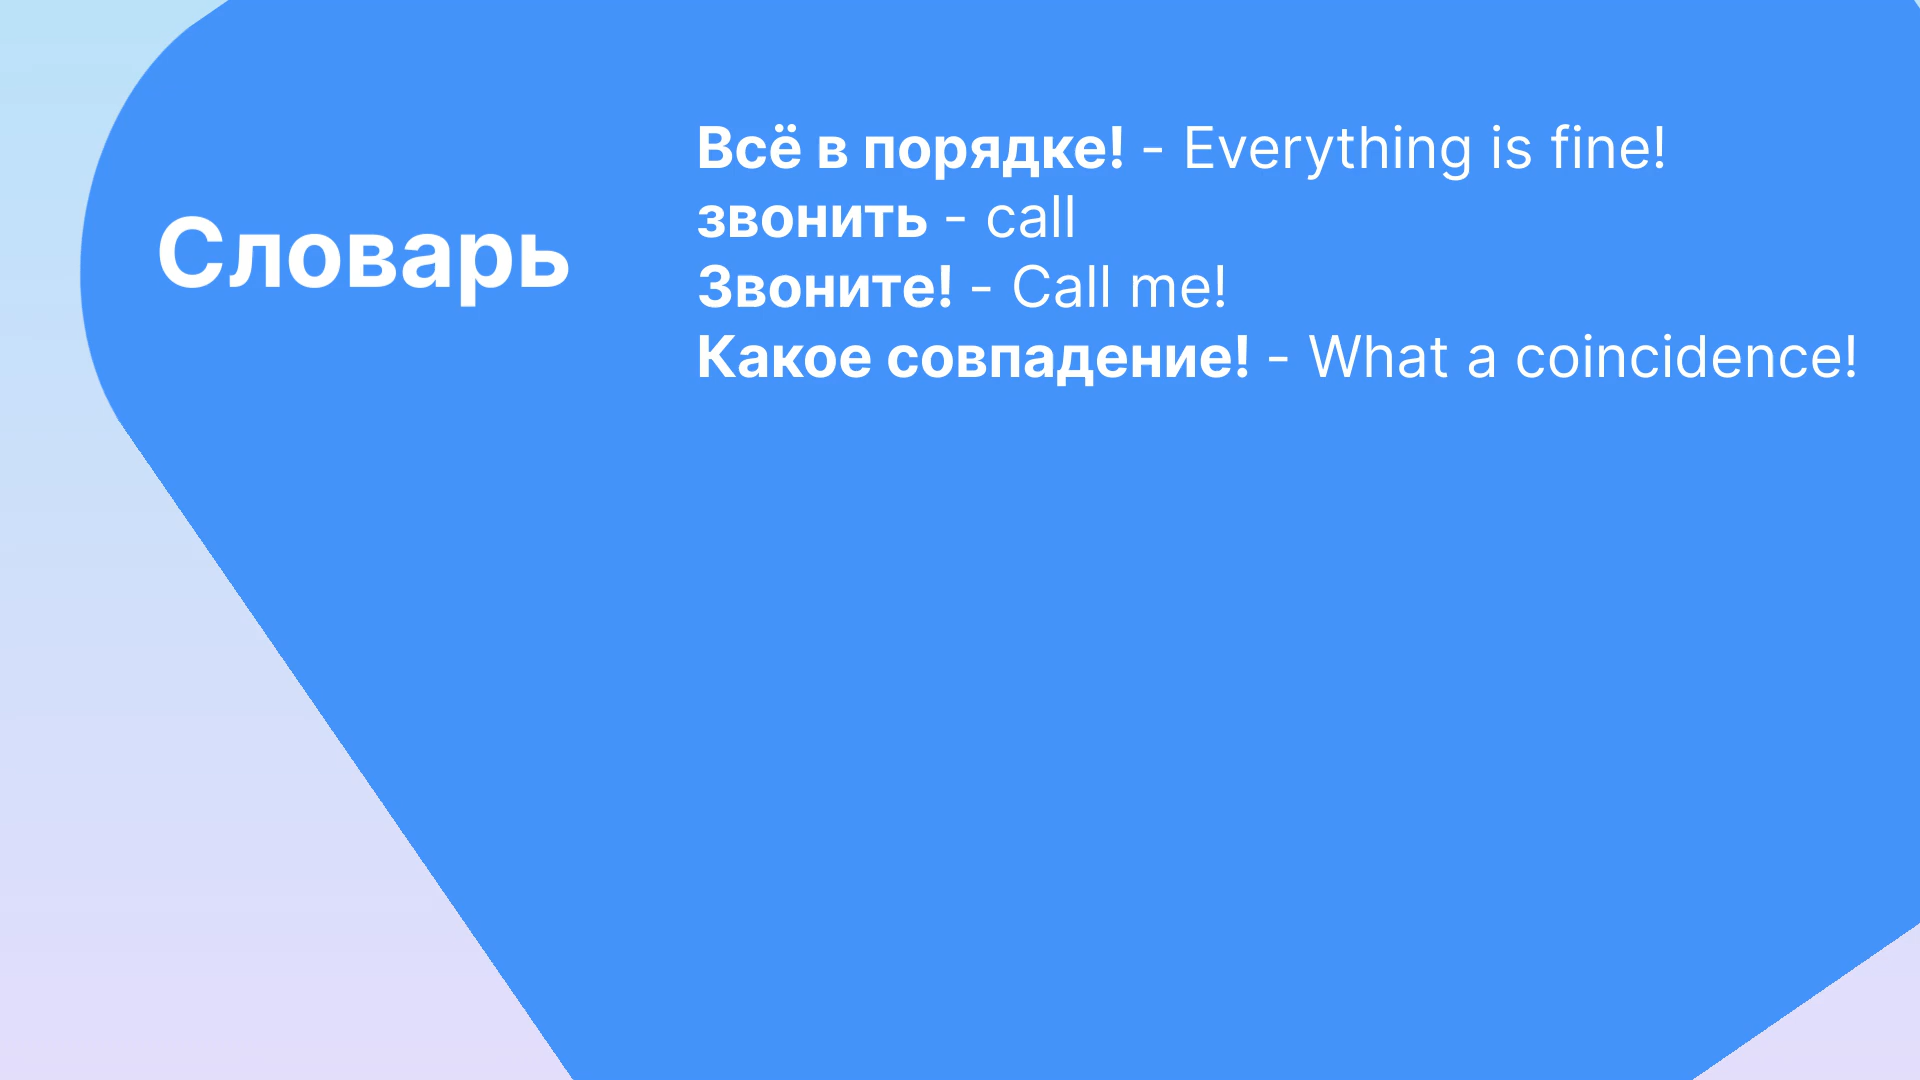 Словарь
Всё в порядке! - Everything is fine!
звонить - call
Звоните! - Call me!
Какое совпадение! - What a coincidence!